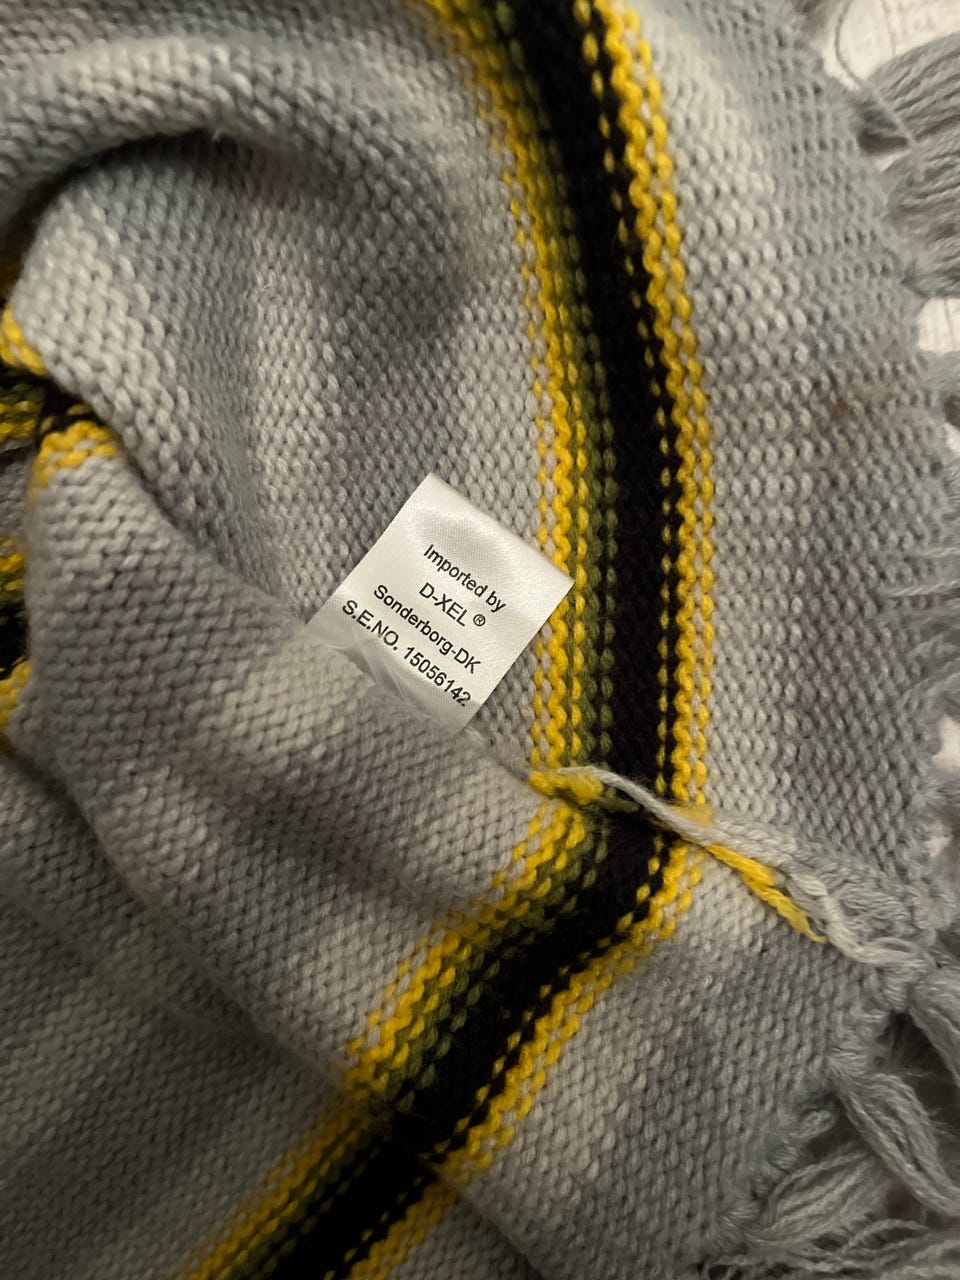 Imported by
D-XEL ®
Sonderborg-DK
S.E.NO. 15056142